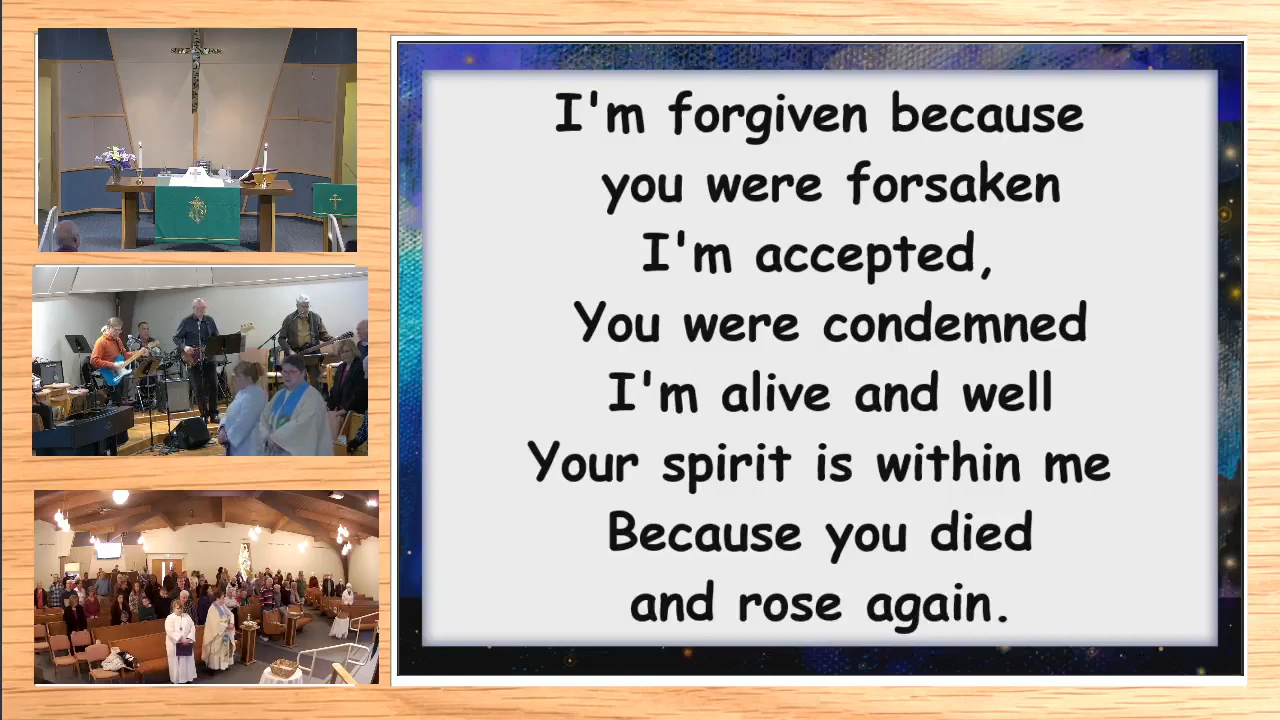 I'm forgiven because
you were forsaken
I'm accepted,
You were condemned
I'm alive and well
Your spirit is within me
Because you died
and rose again.